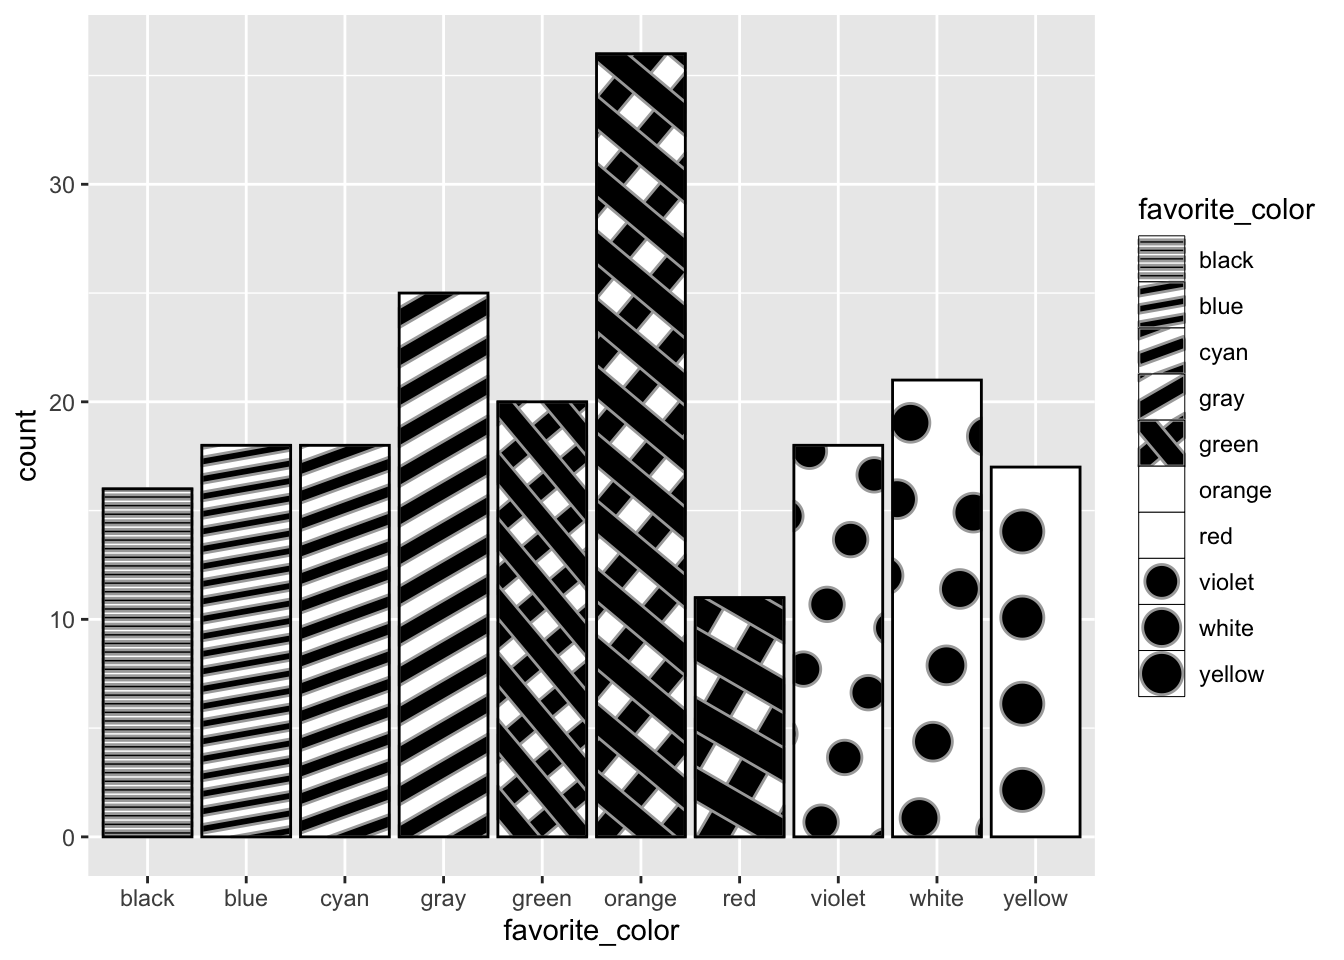 count
30
20
10
0
black blue cyan gray green orange red violet white yellow
favorite_color
favorite_color
black
blue
cyan
gray
green
orange
red
violet
white
yellow